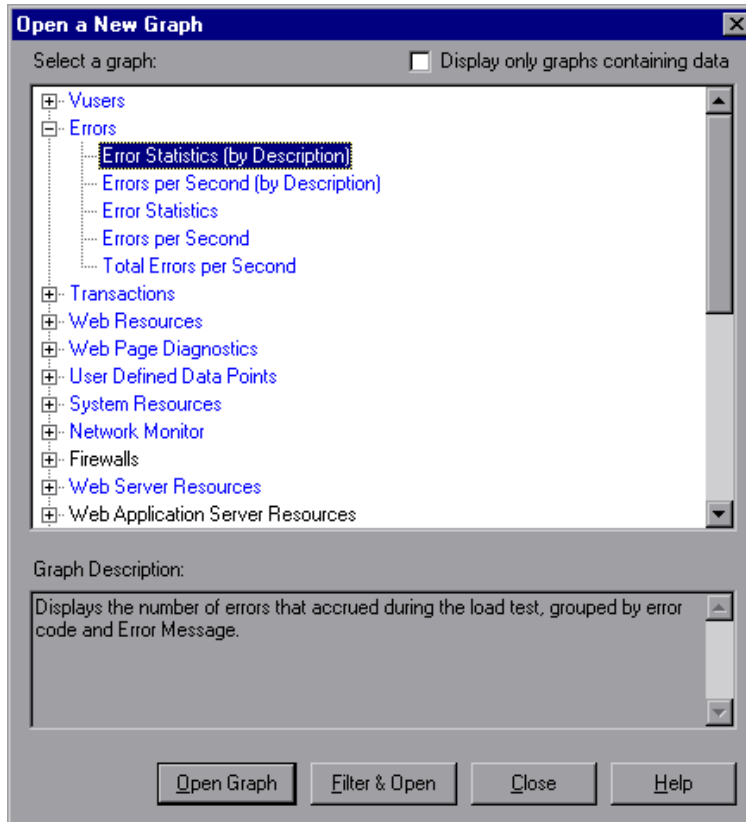 Open a New Graph
Select a graph:
Display only graphs containing data
Vusers
Errors
Error Statistics (by Description)
Errors per Second (by Description)
Error Statistics
Errors per Second
Total Errors per Second
Transactions
Web Resources
Web Page Diagnostics
User Defined Data Points
System Resources
Network Monitor
Firewalls
Web Server Resources
Web Application Server Resources
Graph Description:
Displays the number of errors that accrued during the load test, grouped by error
code and Error Message.
Open Graph
Filter & Open
Close
Help